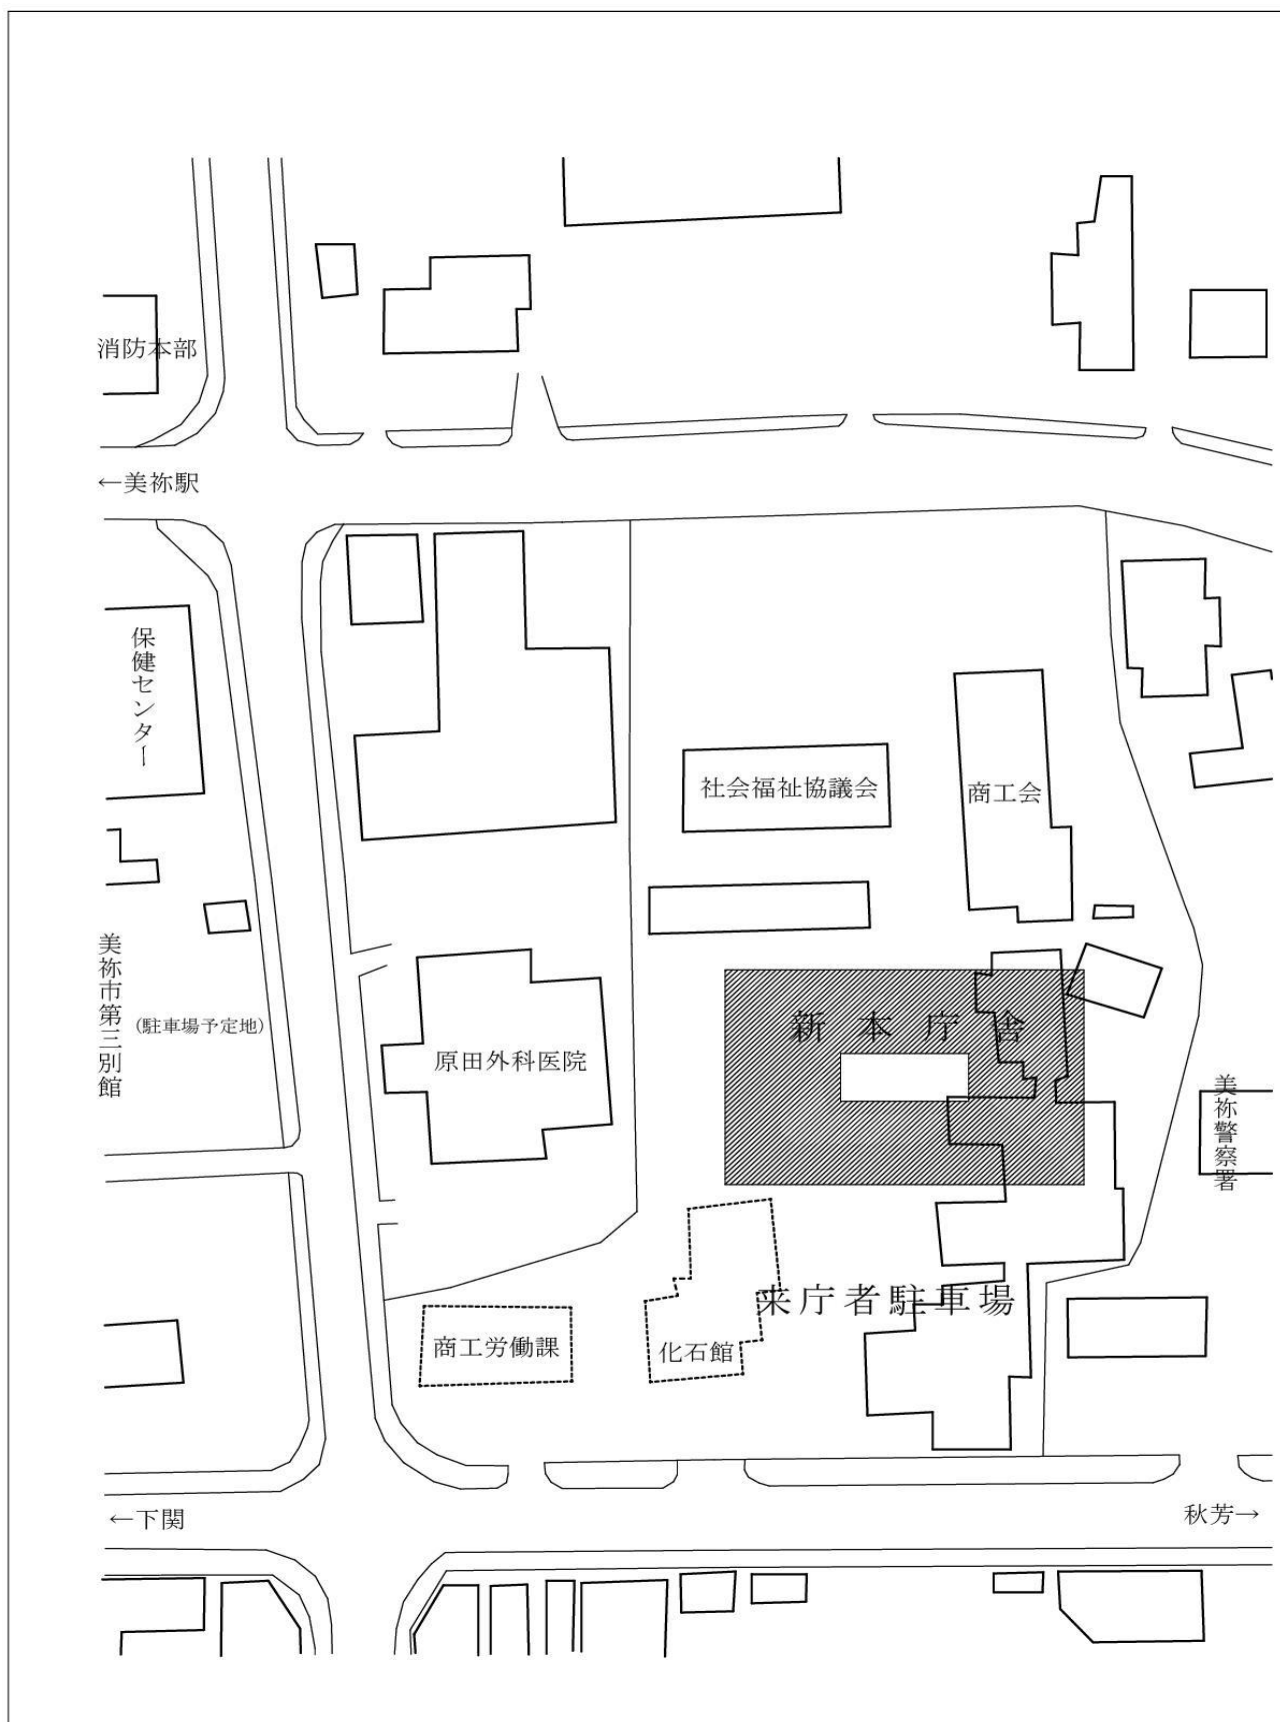 消防本部
←美祢駅
保健センター
社会福祉協議会
商工会
美祢市第三別館
(駐車場予定地)
新本庁舎
原田外科医院
美祢警察署
来庁者駐車場
商工労働課
化石館
←下関
秋芳→